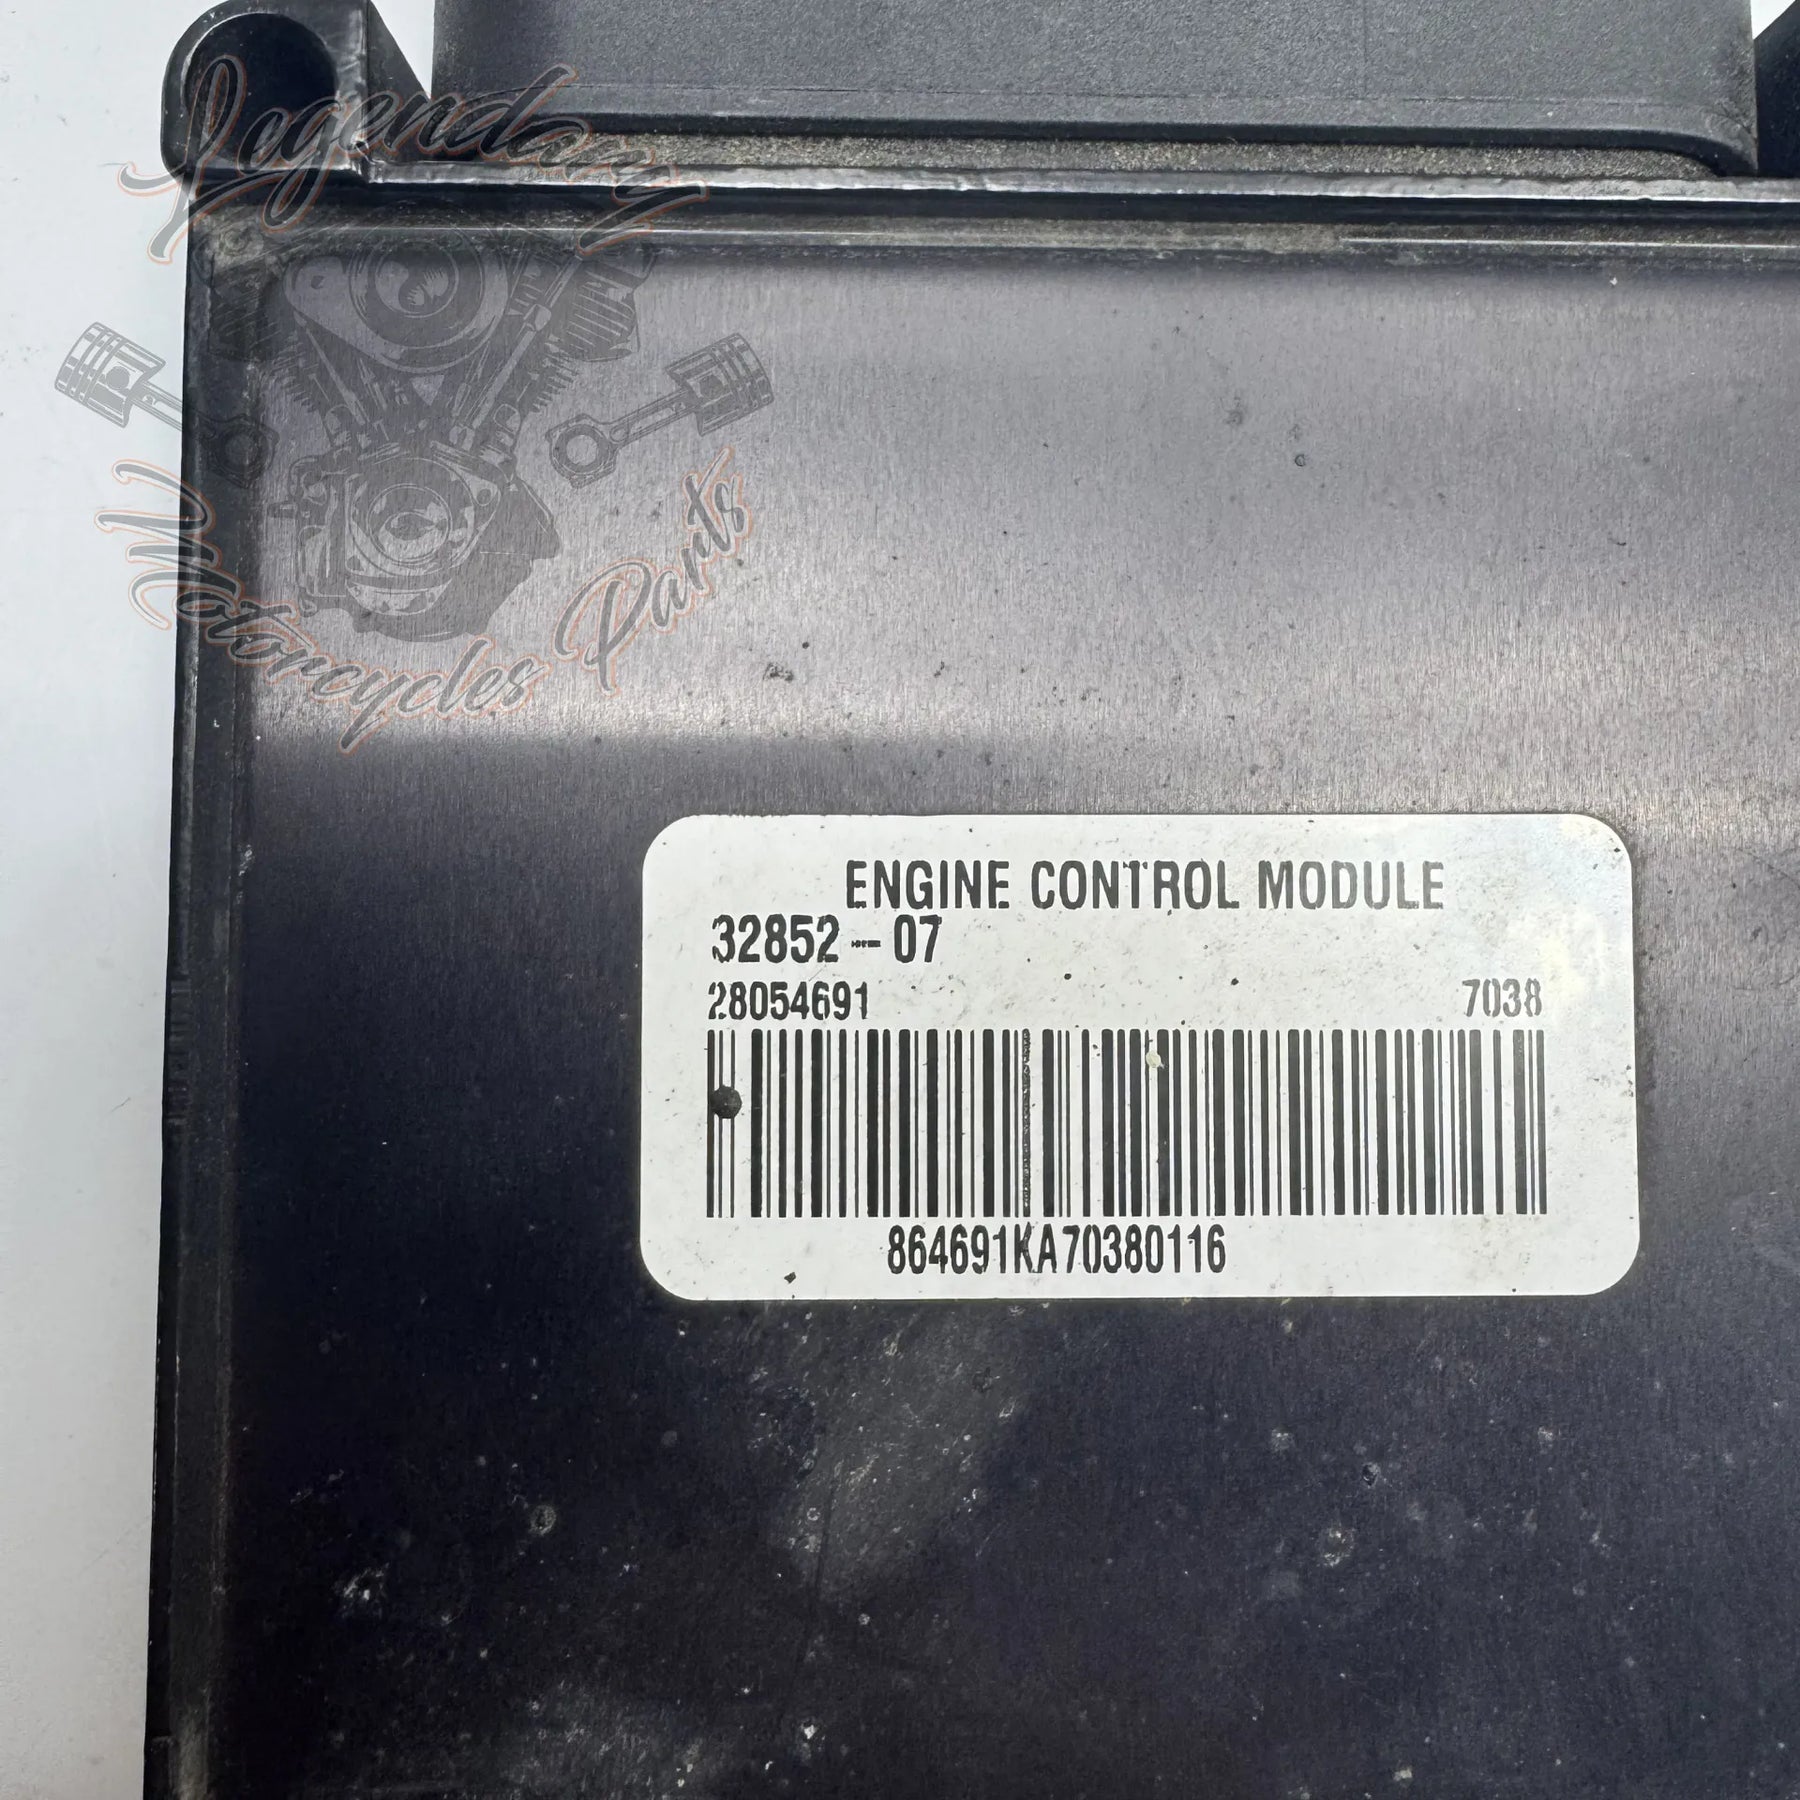 Legendary
Motorcycles Parts
ENGINE CONTROL MODULE
32852-07
28054691 7038
864691KA70380116